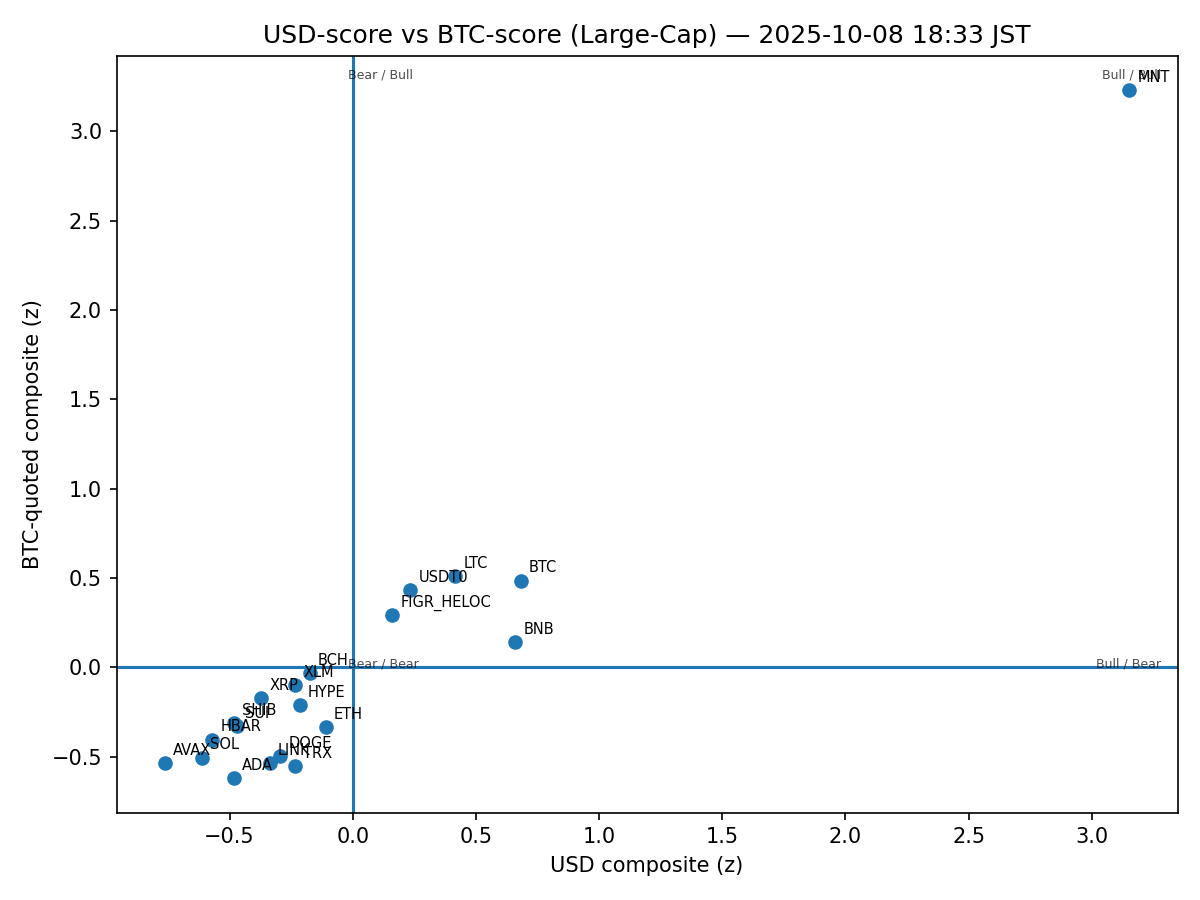 USD-score vs BTC-score (Large-Cap) — 2025-10-08 18:33 JST
Bear / Bull
Bull / Bull
MNT
3.0
2.5
2.0
1.5
1.0
0.5
0.0
−0.5
BTC-quoted composite (z)
LTC
BTC
USDT0
FIGR_HELOC
BNB
BCH
Bear / Bear
Bull / Bear
XLM
XRP
HYPE
SHIB
SUI
ETH
HBAR
SOL
DOGE
AVAX
LINK
TRX
ADA
−0.5
0.0
0.5
1.0
1.5
2.0
2.5
3.0
USD composite (z)